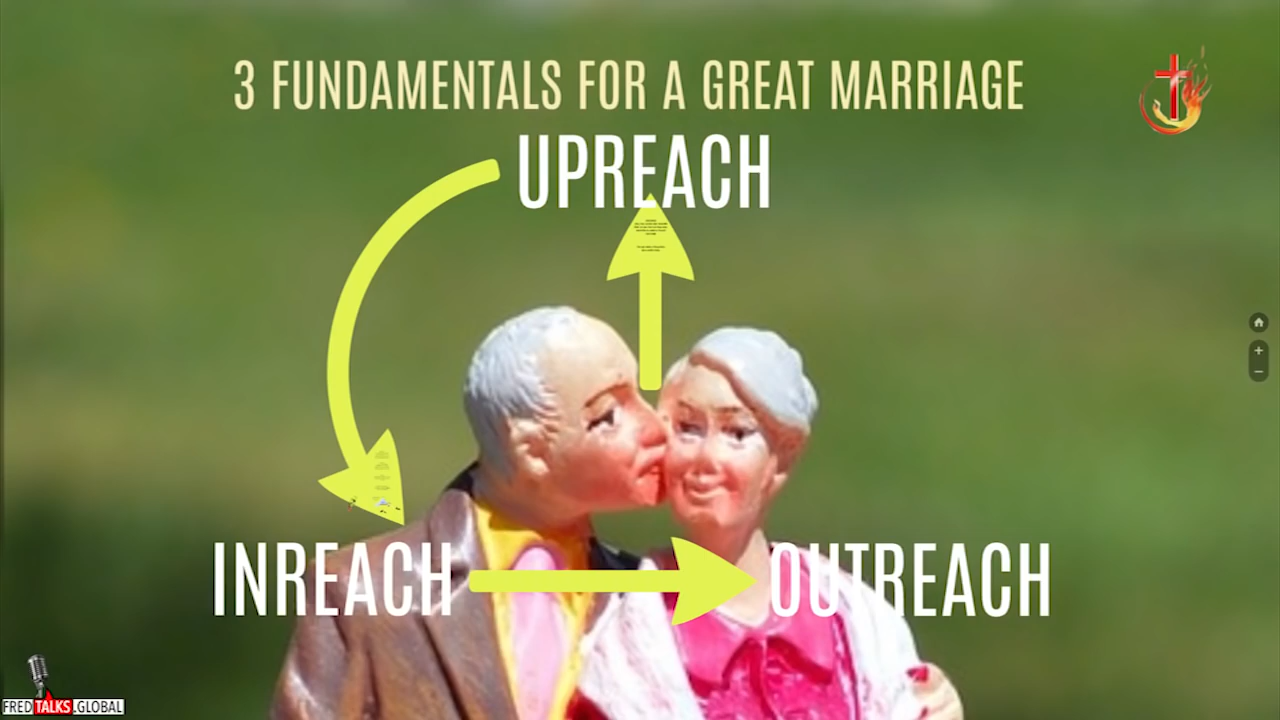 3 FUNDAMENTALS FOR A GREAT MARRIAGE
UPREACH
INREACH
OUTREACH
FRED TALKS .GLOBAL